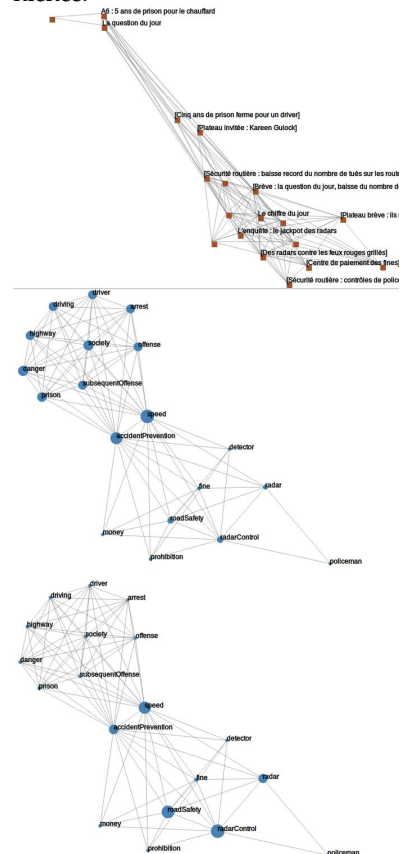 A6 : 5 ans de prison pour le chauffard
La question du jour
[Cinq ans de prison ferme pour un driver]
[Plateau invitée : Kareen Gulock]
[Sécurité routière : baisse record du nombre de tués sur les route
[Brève : la question du jour, baisse du nombre de
Le chiffre du jour
[Plateau brève : ils
L'enquête : le jackpot des radars
[Des radars contre les feux rouges grillés]
[Centre de paiement des fines]
[Sécurité routière : contrôles de police
driver
driving
arrest
highway
society
offense
danger
subsequentOffense
prison
speed
accidentPrevention
detector
fine
radar
roadSafety
money
radarControl
prohibition
policeman
driver
driving
arrest
highway
society
offense
danger
subsequentOffense
prison
speed
accidentPrevention
detector
fine
radar
roadSafety
money
radarControl
prohibition
policeman